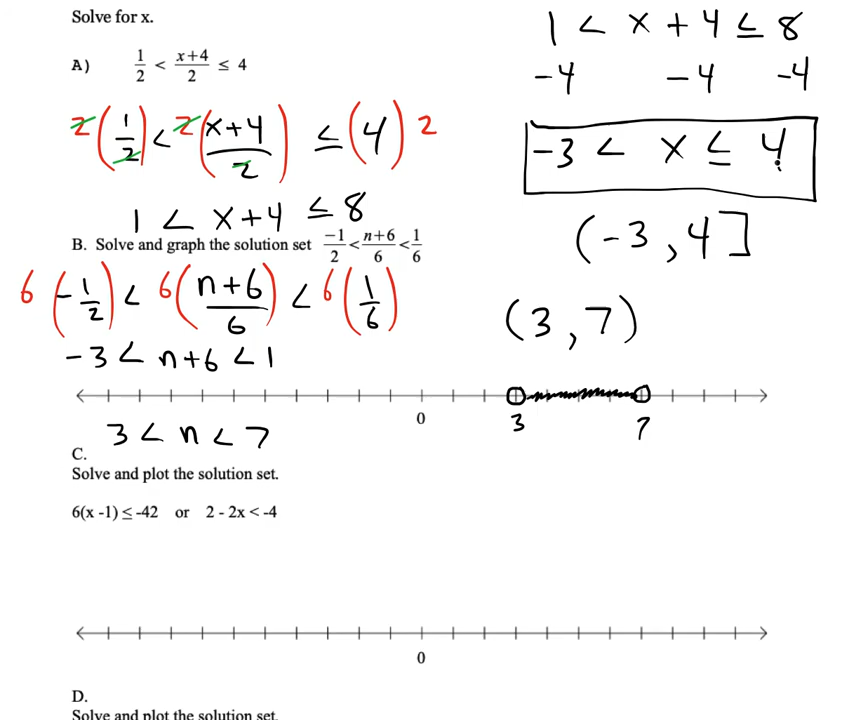 Solve for x.
A) 1/2 < x+4/2 ≤ 4
2(1/2) < 2(x+4/2) ≤ (4)2
1 < x+4 ≤ 8
1 < x + 4 ≤ 8
-4 -4 -4
-3 < x ≤ 4
(-3, 4]
B. Solve and graph the solution set -1/2 < n+6/6 < 1/6
6(-1/2) < 6(n+6/6) < 6(1/6)
-3 < n+6 < 1
(3, 7)
0 3 7
3 < n < 7
C.
Solve and plot the solution set.
6(x -1) ≤ -42 or 2 - 2x < -4
0
D.
Solve and plot the solution set.